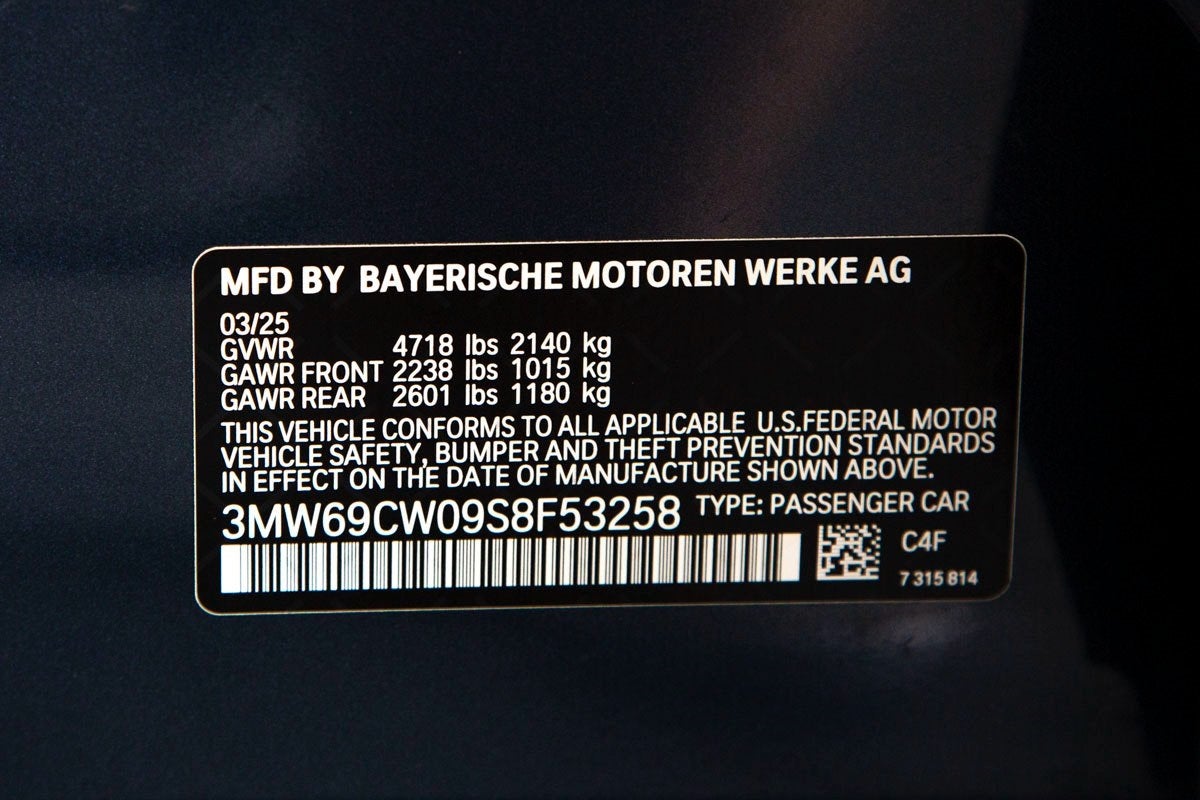 MFD BY BAYERISCHE MOTOREN WERKE AG
03/25
GVWR 4718 lbs 2140 kg
GAWR FRONT 2238 lbs 1015 kg
GAWR REAR 2601 lbs 1180 kg
THIS VEHICLE CONFORMS TO ALL APPLICABLE U.S.FEDERAL MOTOR
VEHICLE SAFETY, BUMPER AND THEFT PREVENTION STANDARDS
IN EFFECT ON THE DATE OF MANUFACTURE SHOWN ABOVE.
3MW69CW09S8F53258 TYPE: PASSENGER CAR
C4F
7 315 814